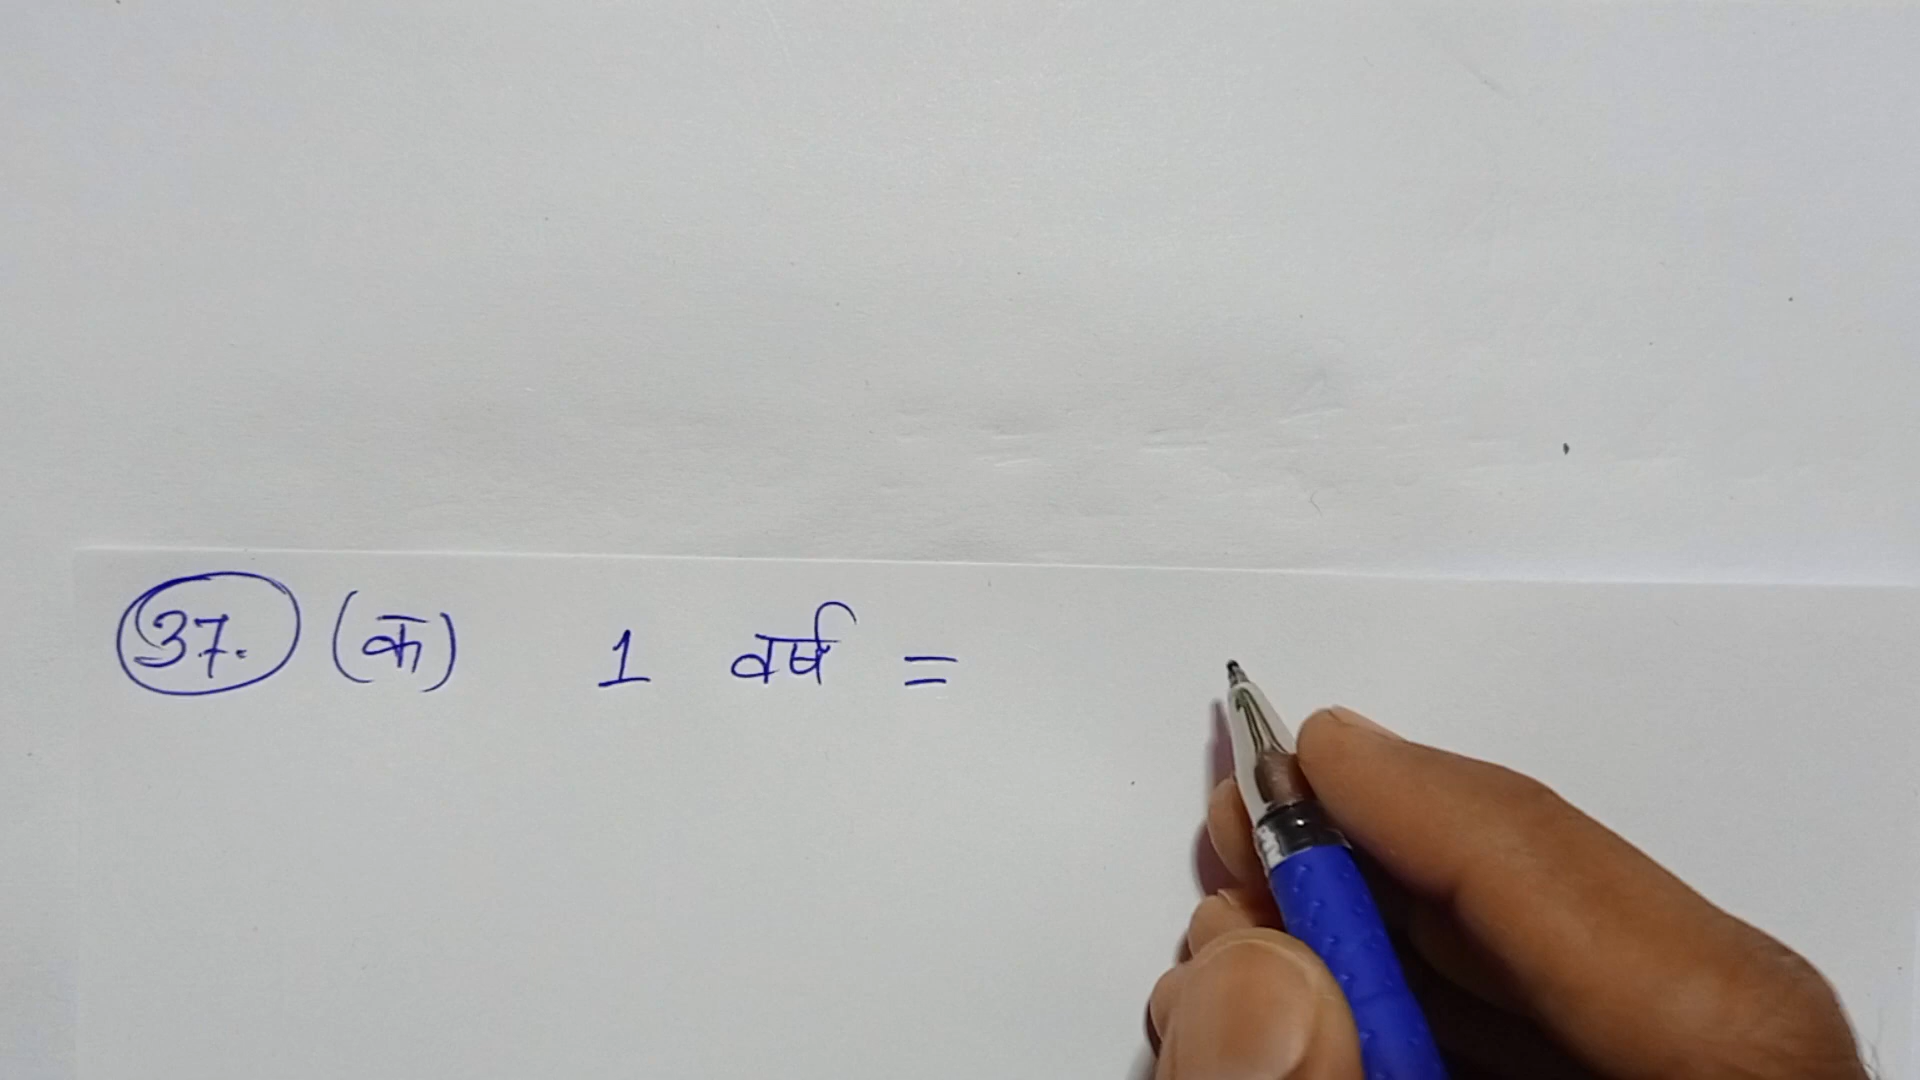 37. (क) 1 वर्ष =